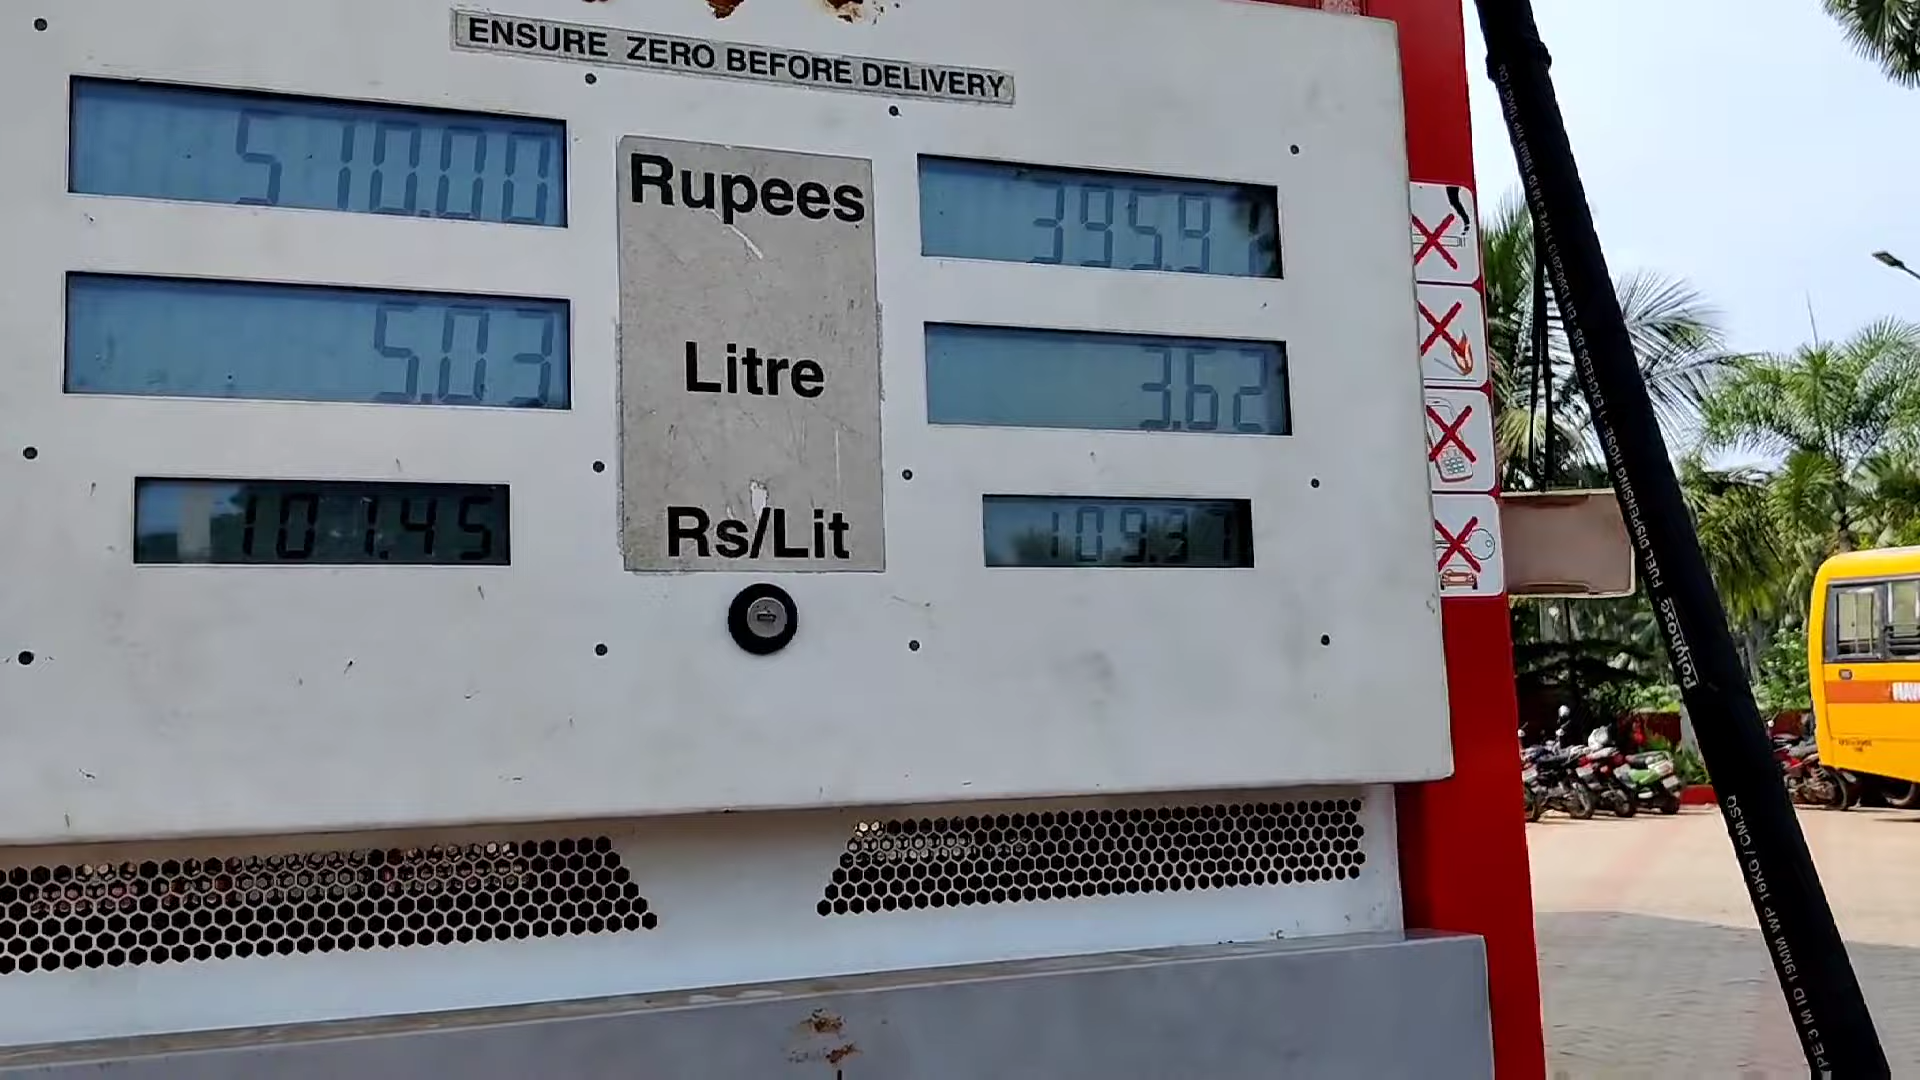 ENSURE ZERO BEFORE DELIVERY
510.00
Rupees
395.91
5.03
Litre
3.62
101.45
Rs/Lit
109.37
Polyhose FUEL DISPENSING HOSE